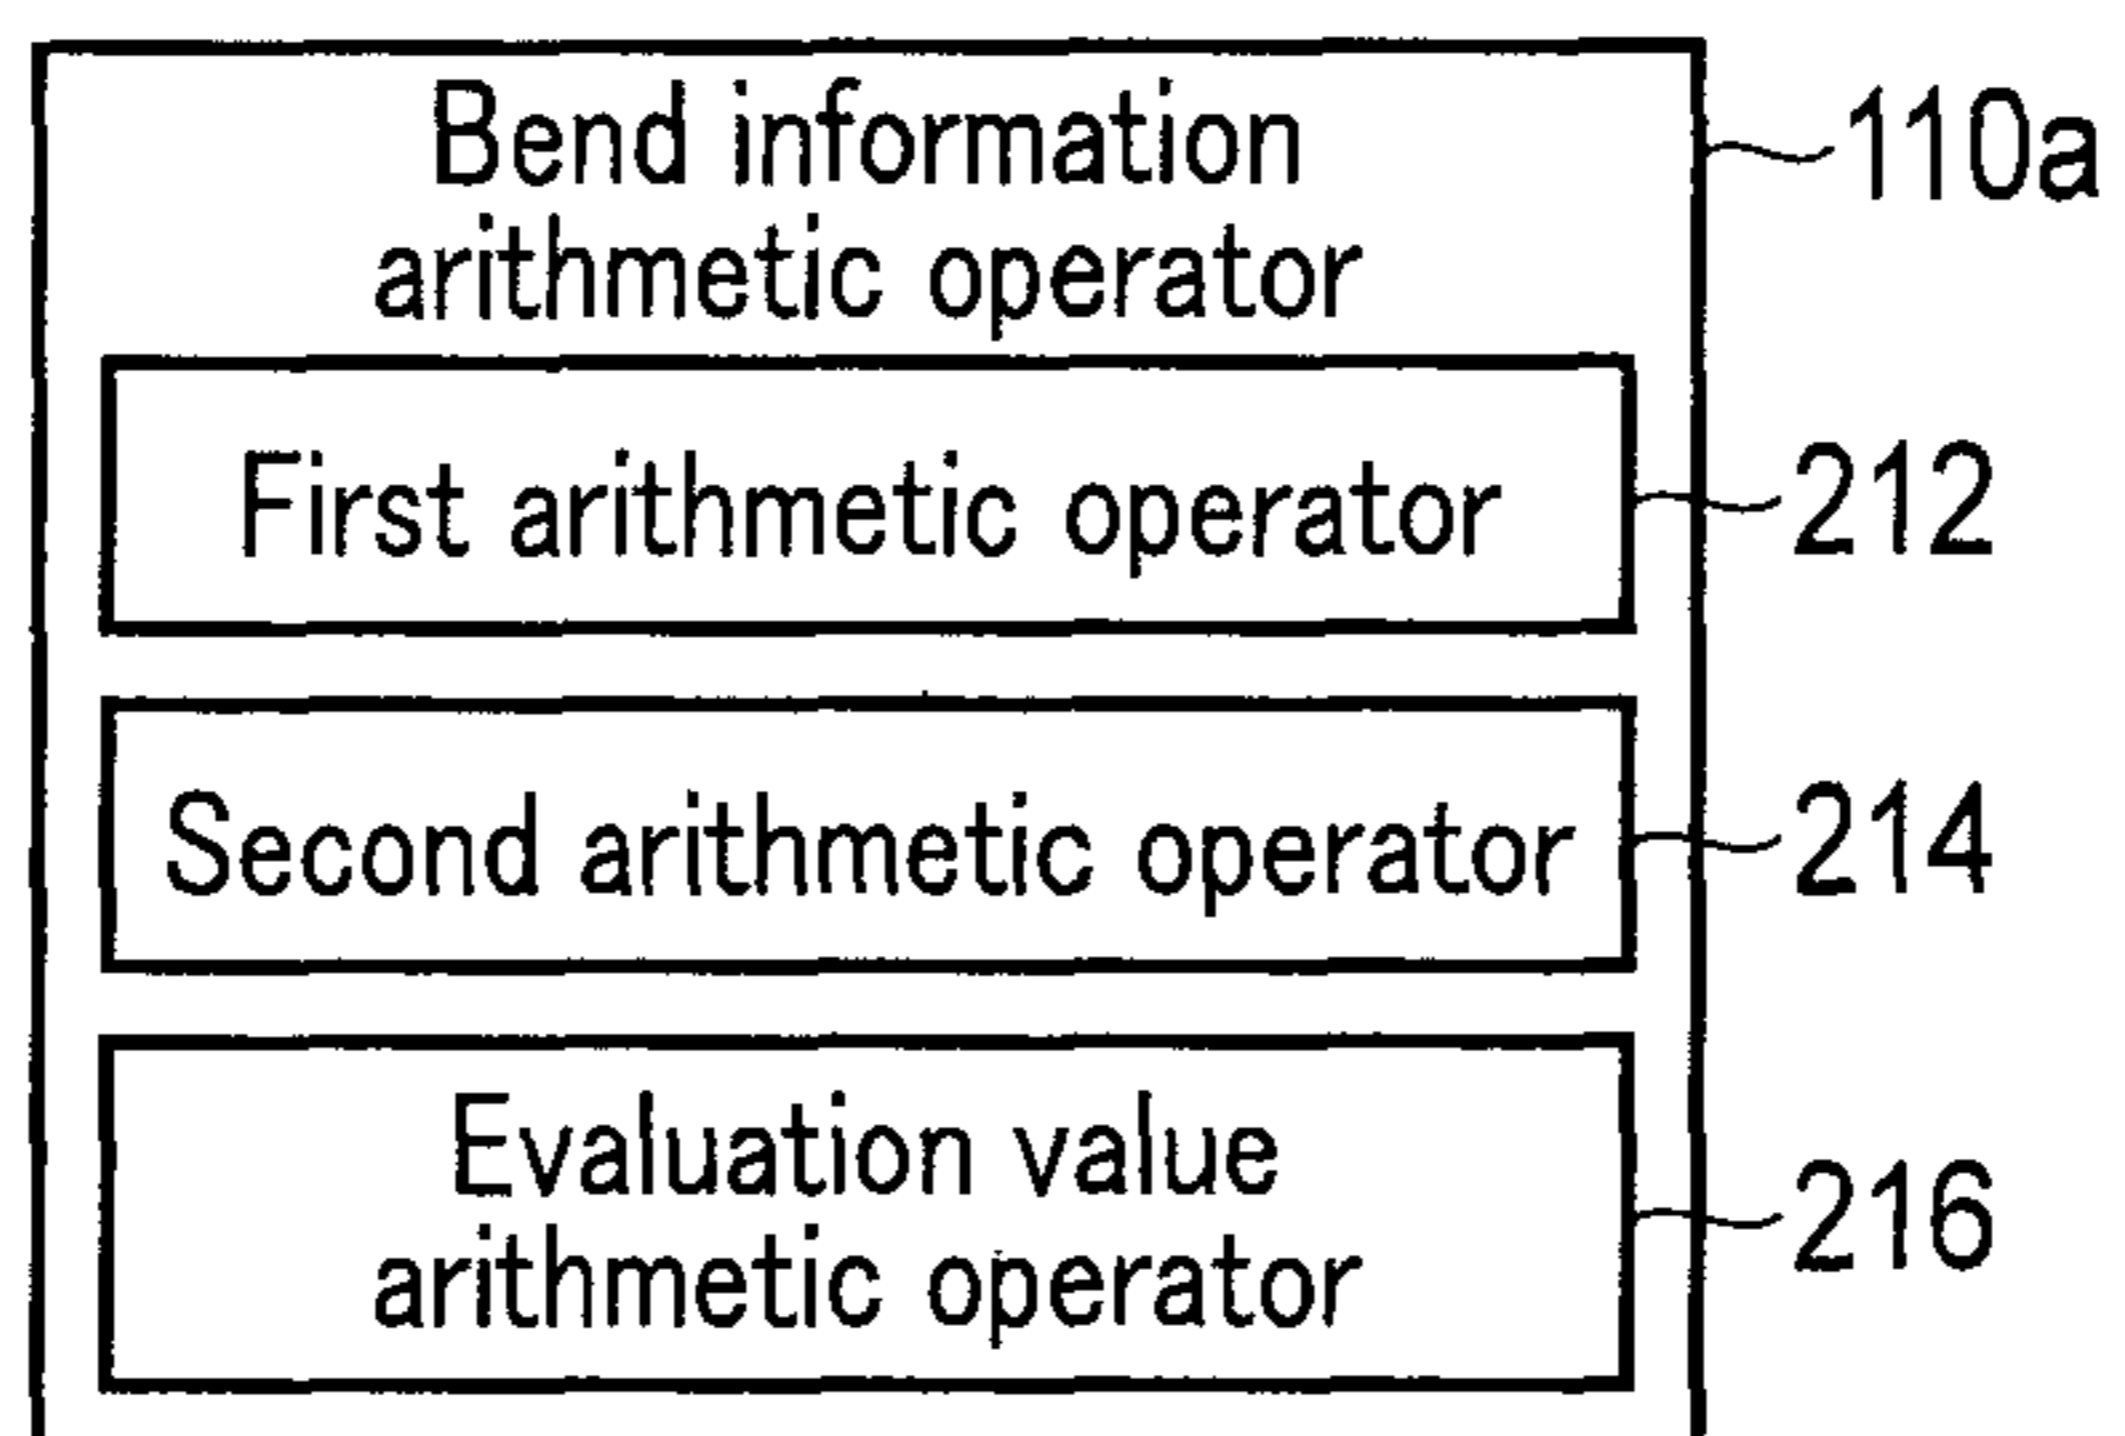 Bend information
arithmetic operator
110a
First arithmetic operator
212
Second arithmetic operator
214
Evaluation value
arithmetic operator
216